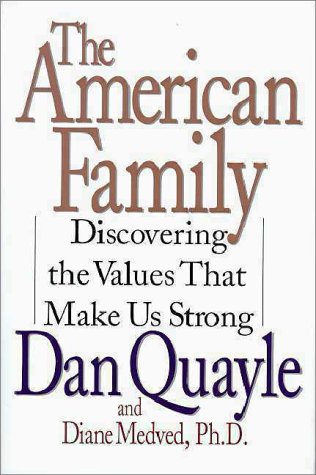 The
American
Family
Discovering
the Values That
Make Us Strong
Dan Quayle
and
Diane Medved, Ph.D.